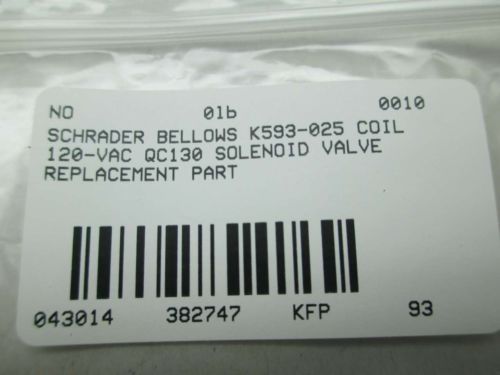 NO 01b 0010
SCHRADER BELLOWS K593-025 COIL
120-VAC QC130 SOLENOID VALVE
REPLACEMENT PART
043014 382747 KFP 93